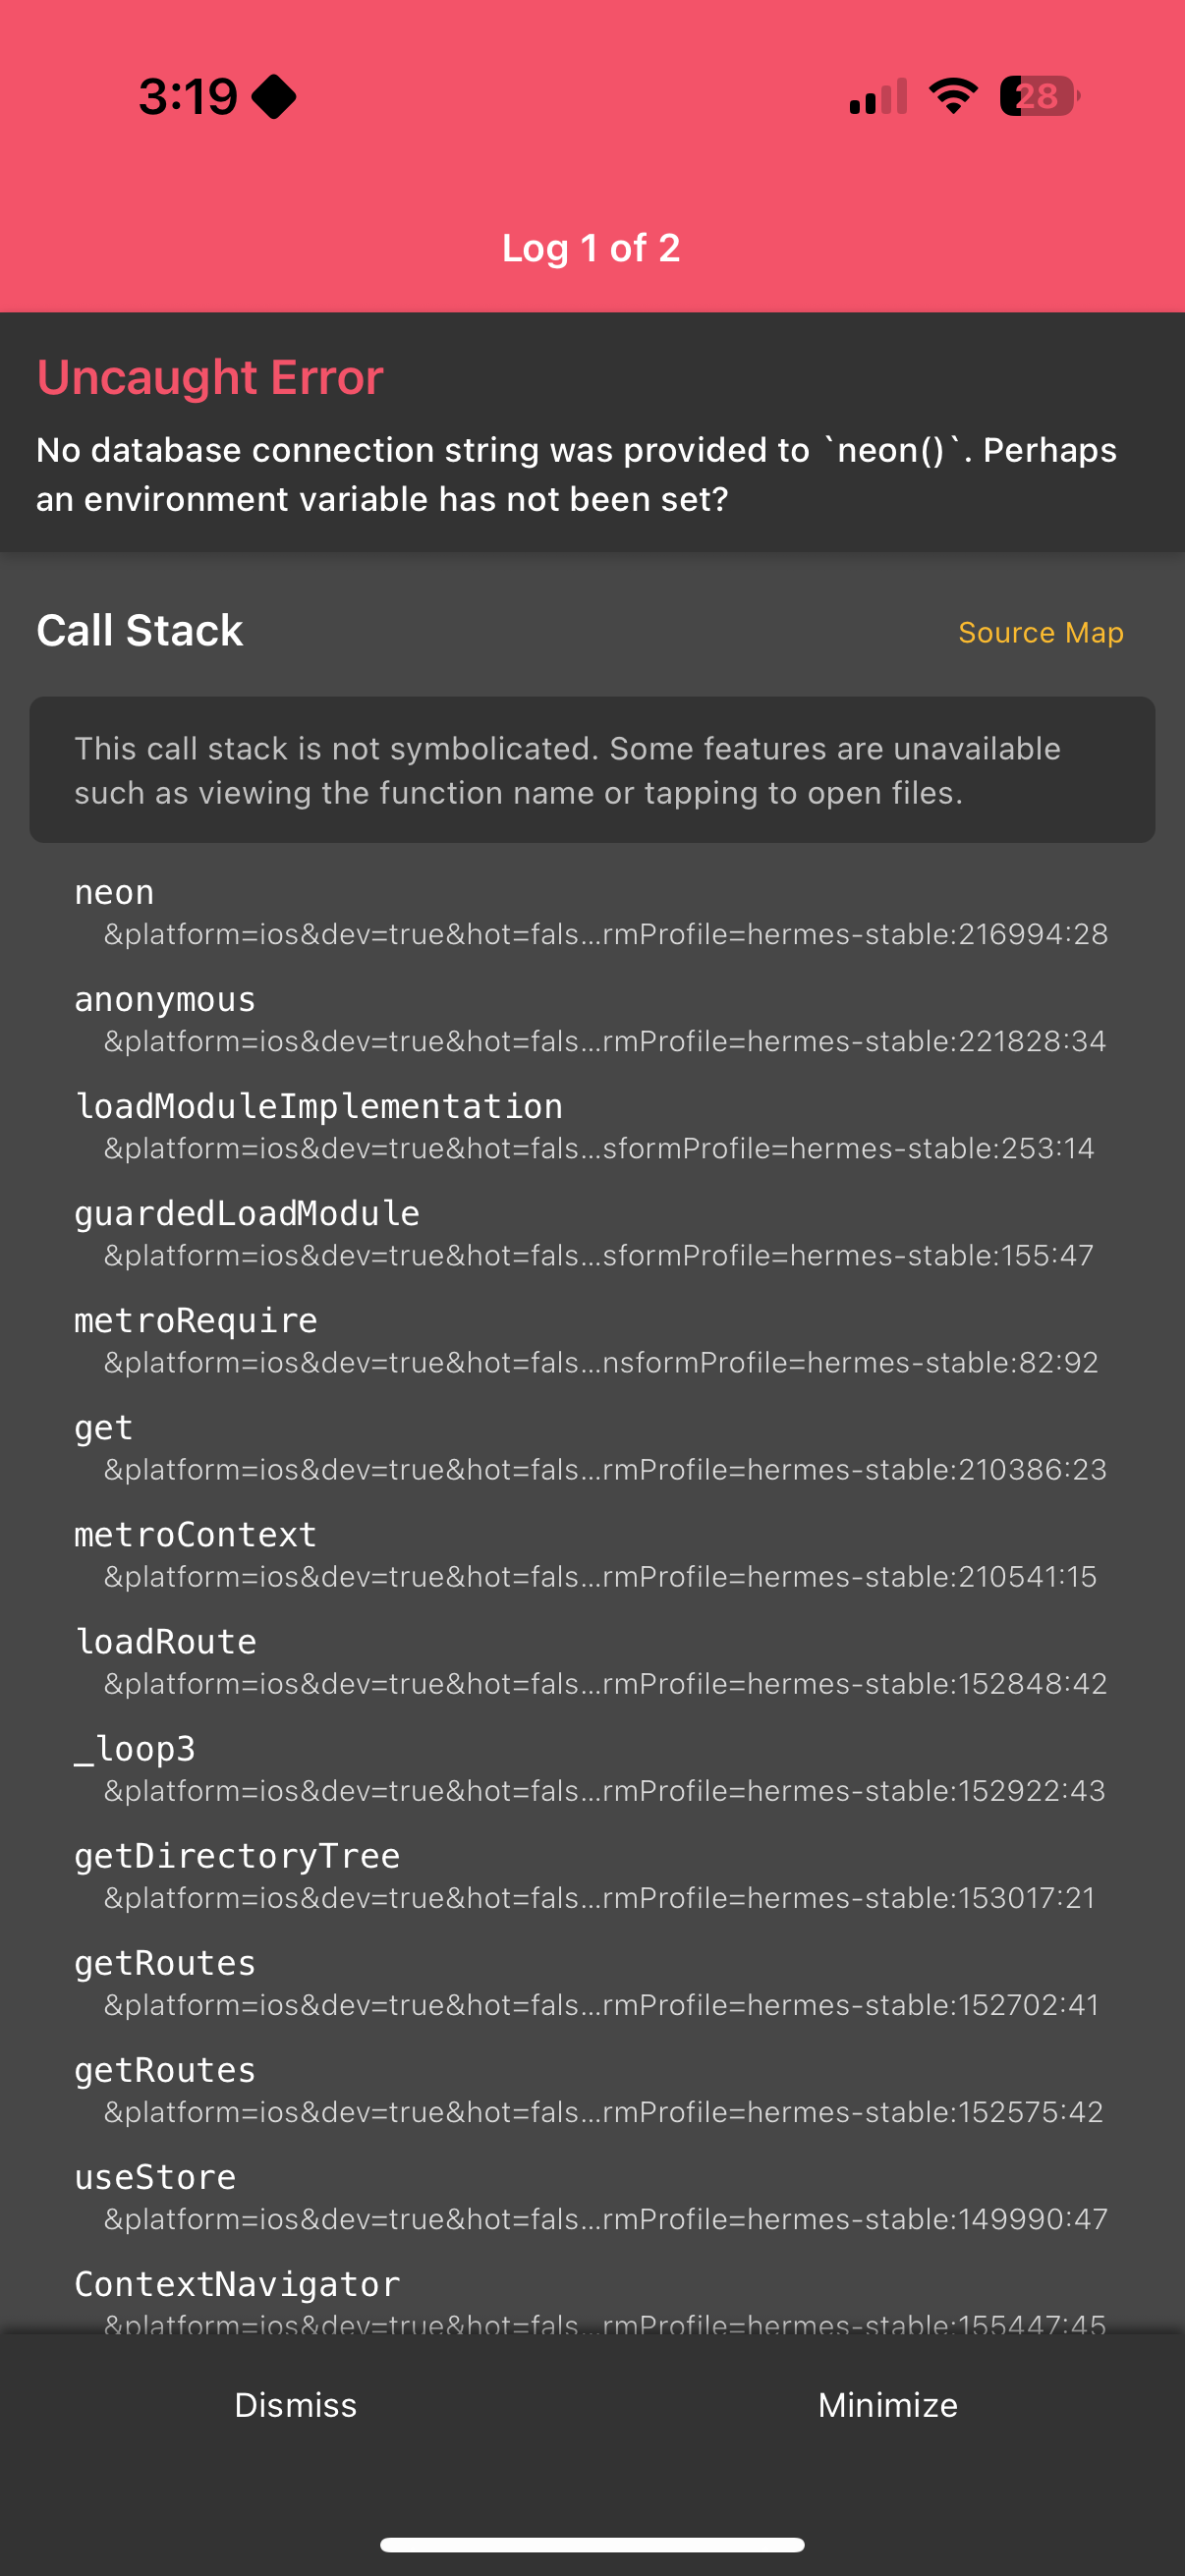 3:19
28
Log 1 of 2
Uncaught Error
No database connection string was provided to `neon()`. Perhaps
an environment variable has not been set?
Call Stack
Source Map
This call stack is not symbolicated. Some features are unavailable
such as viewing the function name or tapping to open files.
neon
&platform=ios&dev=true&hot=fals...rmProfile=hermes-stable:216994:28
anonymous
&platform=ios&dev=true&hot=fals...rmProfile=hermes-stable:221828:34
loadModuleImplementation
&platform=ios&dev=true&hot=fals...sformProfile=hermes-stable:253:14
guardedLoadModule
&platform=ios&dev=true&hot=fals...sformProfile=hermes-stable:155:47
metroRequire
&platform=ios&dev=true&hot=fals...nsformProfile=hermes-stable:82:92
get
&platform=ios&dev=true&hot=fals...rmProfile=hermes-stable:210386:23
metroContext
&platform=ios&dev=true&hot=fals...rmProfile=hermes-stable:210541:15
loadRoute
&platform=ios&dev=true&hot=fals...rmProfile=hermes-stable:152848:42
_loop3
&platform=ios&dev=true&hot=fals...rmProfile=hermes-stable:152922:43
getDirectoryTree
&platform=ios&dev=true&hot=fals...rmProfile=hermes-stable:153017:21
getRoutes
&platform=ios&dev=true&hot=fals...rmProfile=hermes-stable:152702:41
getRoutes
&platform=ios&dev=true&hot=fals...rmProfile=hermes-stable:152575:42
useStore
&platform=ios&dev=true&hot=fals...rmProfile=hermes-stable:149990:47
ContextNavigator
&platform=ios&dev=true&hot=fals...rmProfile=hermes-stable:155447:45
Dismiss
Minimize